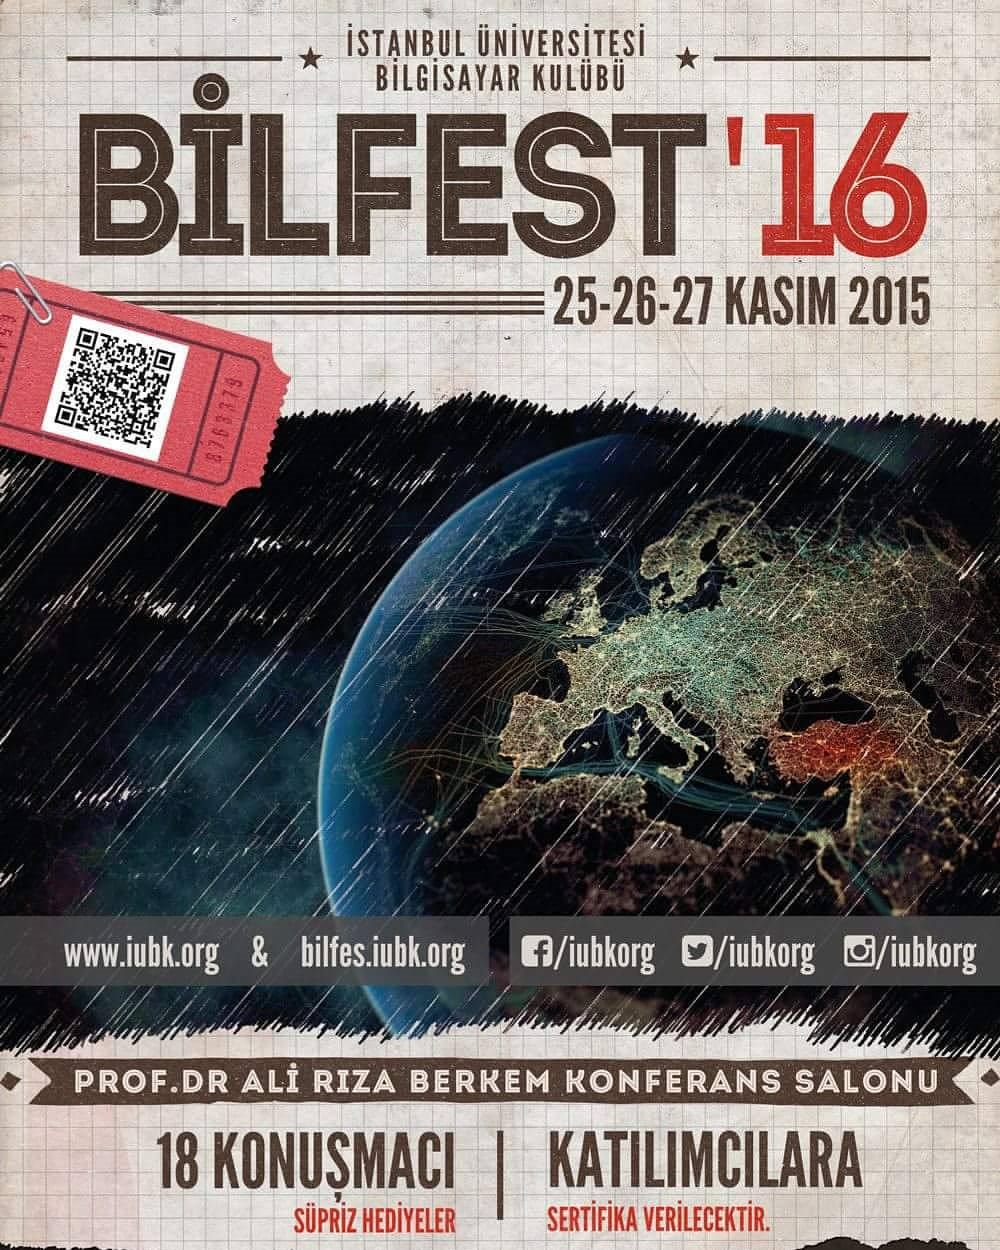 İSTANBUL ÜNİVERSİTESİ
BİLGİSAYAR KULÜBÜ
BİLFEST '16
25-26-27 KASIM 2015
8763379
www.iubk.org & bilfes.iubk.org
/iubkorg /iubkorg /iubkorg
PROF.DR ALİ RIZA BERKEM KONFERANS SALONU
18 KONUŞMACI
SÜPRİZ HEDİYELER
KATILIMCILARA
SERTİFİKA VERİLECEKTİR.